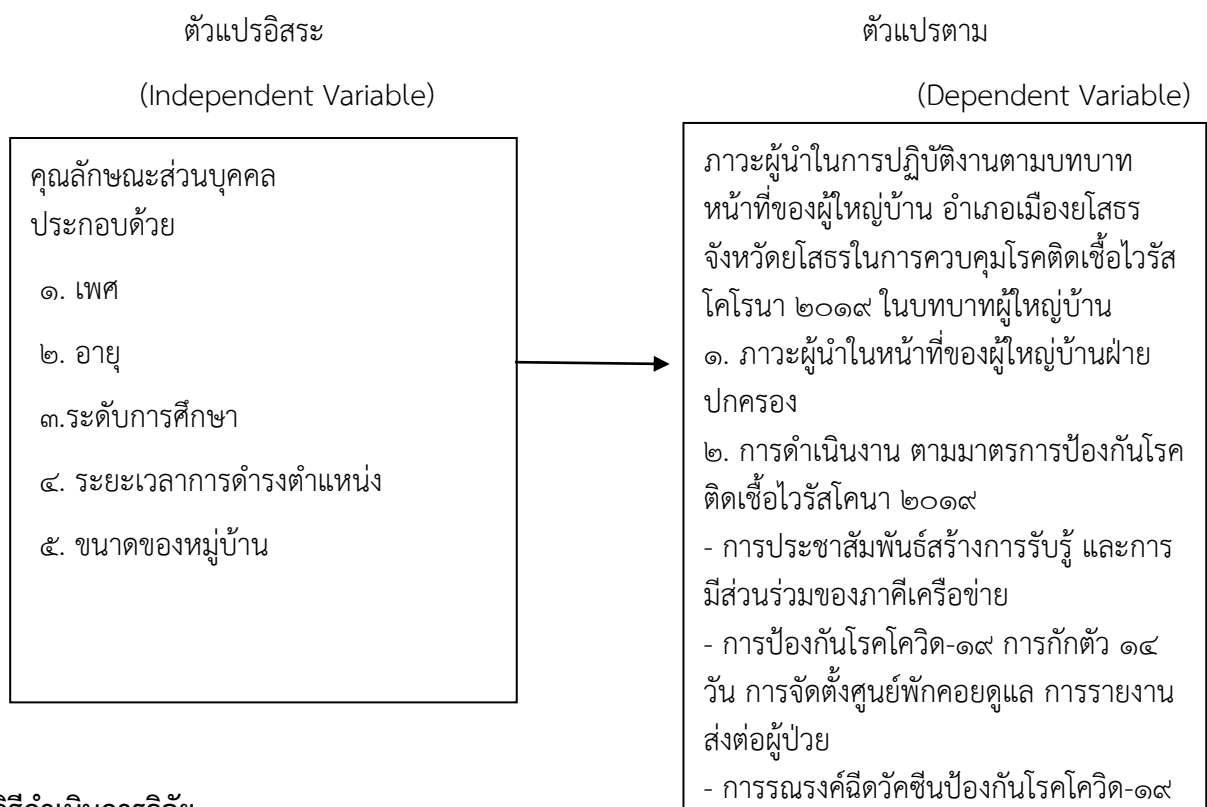 ตัวแปรอิสระ
(Independent Variable)
คุณลักษณะส่วนบุคคล
ประกอบด้วย
๑. เพศ
๒. อายุ
๓.ระดับการศึกษา
๔. ระยะเวลาการดำรงตำแหน่ง
๕. ขนาดของหมู่บ้าน
ตัวแปรตาม
(Dependent Variable)
ภาวะผู้นำในการปฏิบัติงานตามบทบาท
หน้าที่ของผู้ใหญ่บ้าน อำเภอเมืองยโสธร
จังหวัดยโสธรในการควบคุมโรคติดเชื้อไวรัส
โคโรนา ๒๐๑๙ ในบทบาทผู้ใหญ่บ้าน
๑. ภาวะผู้นำในหน้าที่ของผู้ใหญ่บ้านฝ่าย
ปกครอง
๒. การดำเนินงาน ตามมาตรการป้องกันโรค
ติดเชื้อไวรัสโคนา ๒๐๑๙
- การประชาสัมพันธ์สร้างการรับรู้ และการ
มีส่วนร่วมของภาคีเครือข่าย
- การป้องกันโรคโควิด-๑๙ การกักตัว ๑๔
วัน การจัดตั้งศูนย์พักคอยดูแล การรายงาน
ส่งต่อผู้ป่วย
- การรณรงค์ฉีดวัคซีนป้องกันโรคโควิด-๑๙